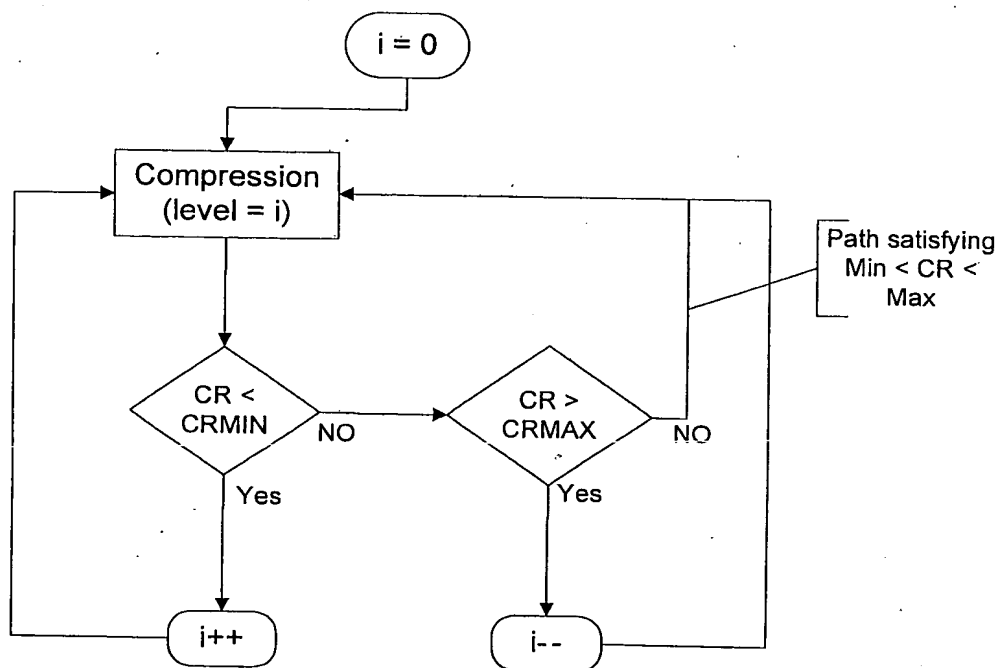 i = 0
Compression
(level = i)
Path satisfying
Min < CR <
Max
CR <
CRMIN
NO
CR >
CRMAX
NO
Yes
Yes
i++
i--